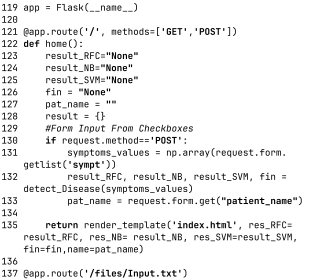 119 app = Flask(__name__)
120
121 @app.route('/', methods=['GET','POST'])
122 def home():
123     result_RFC="None"
124     result_NB="None"
125     result_SVM="None"
126     fin = "None"
127     pat_name = ""
128     result = {}
129     #Form Input From Checkboxes
130     if request.method=='POST':
131         symptoms_values = np.array(request.form.
getlist('sympt'))
132         result_RFC, result_NB, result_SVM, fin =
detect_Disease(symptoms_values)
133         pat_name = request.form.get("patient_name")
134
135     return render_template('index.html', res_RFC=
result_RFC, res_NB= result_NB, res_SVM=result_SVM,
fin=fin,name=pat_name)
136
137 @app.route('/files/Input.txt')